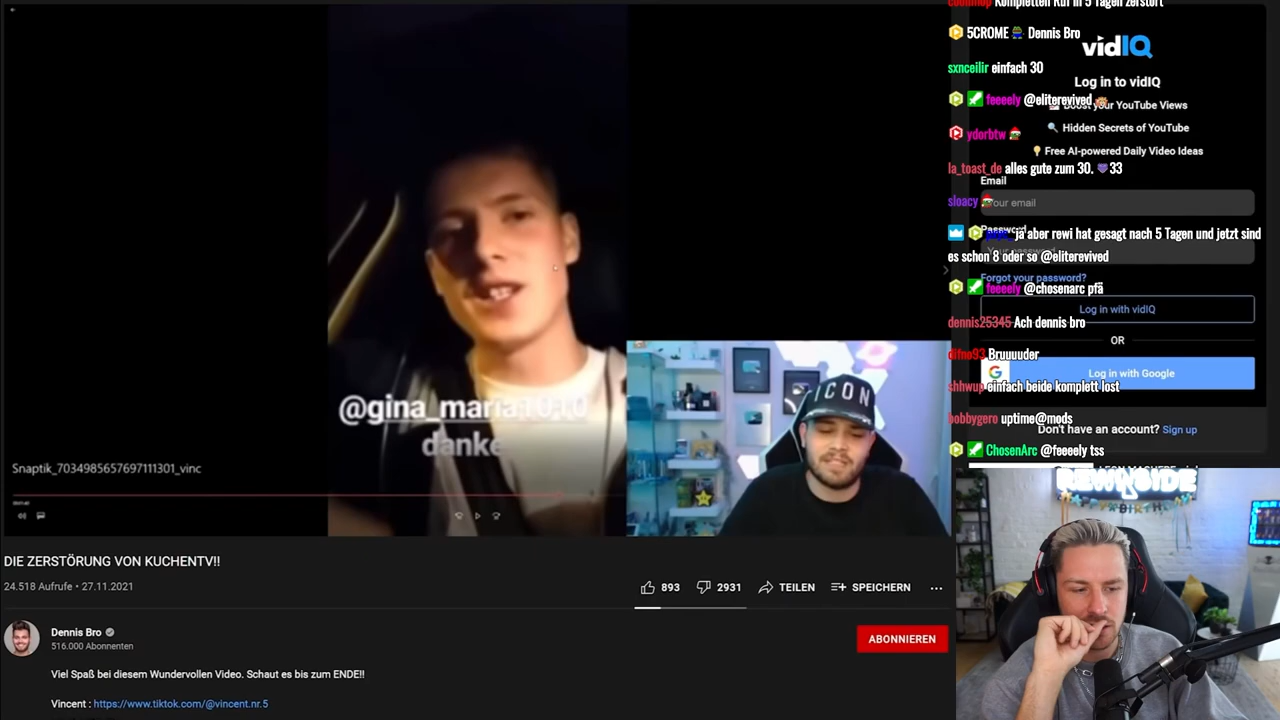 @gina_maria1010
danke
Snaptik_7034985657697111301_vinc
ICON
DIE ZERSTÖRUNG VON KUCHENTV!!
24.518 Aufrufe • 27.11.2021
893
2931
TEILEN
SPEICHERN
Dennis Bro
516.000 Abonnenten
ABONNIEREN
Viel Spaß bei diesem Wundervollen Video. Schaut es bis zum ENDE!!
Vincent : https://www.tiktok.com/@vincent.nr.5
Kompletten Ruf in 5 Tagen zerstört
5CROME Dennis Bro
vidIQ
sxnceilir einfach 30
Log in to vidIQ
feeeely @eliterevived
Boost your YouTube Views
Hidden Secrets of YouTube
ydorbtw
Free AI-powered Daily Video Ideas
la_toast_de alles gute zum 30. 33
Email
sloacy
Your email
Password
ja aber rewi hat gesagt nach 5 Tagen und jetzt sind
es schon 8 oder so @eliterevived
Forgot your password?
feeeely @chosenarc pfä
Log in with vidIQ
dennis25345 Ach dennis bro
OR
difno93 Bruuuuder
Log in with Google
shhwup einfach beide komplett lost
bobbygero uptime@mods
Don't have an account? Sign up
ChosenArc @feeeely tss
REWINSIDE